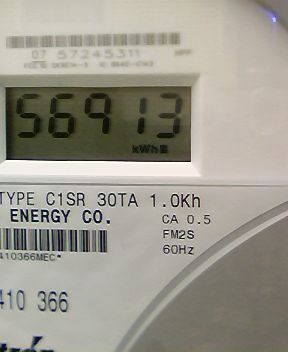 07 57245311
56913
kWh
TYPE C1SR 30TA 1.0Kh
ENERGY CO.
CA 0.5
FM2S
60Hz
410366MEC*
410 366